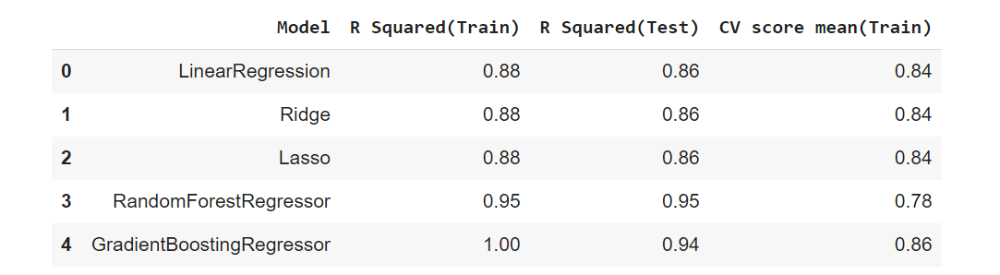 Model R Squared(Train) R Squared(Test) CV score mean(Train)
0 LinearRegression 0.88 0.86 0.84
1 Ridge 0.88 0.86 0.84
2 Lasso 0.88 0.86 0.84
3 RandomForestRegressor 0.95 0.95 0.78
4 GradientBoostingRegressor 1.00 0.94 0.86